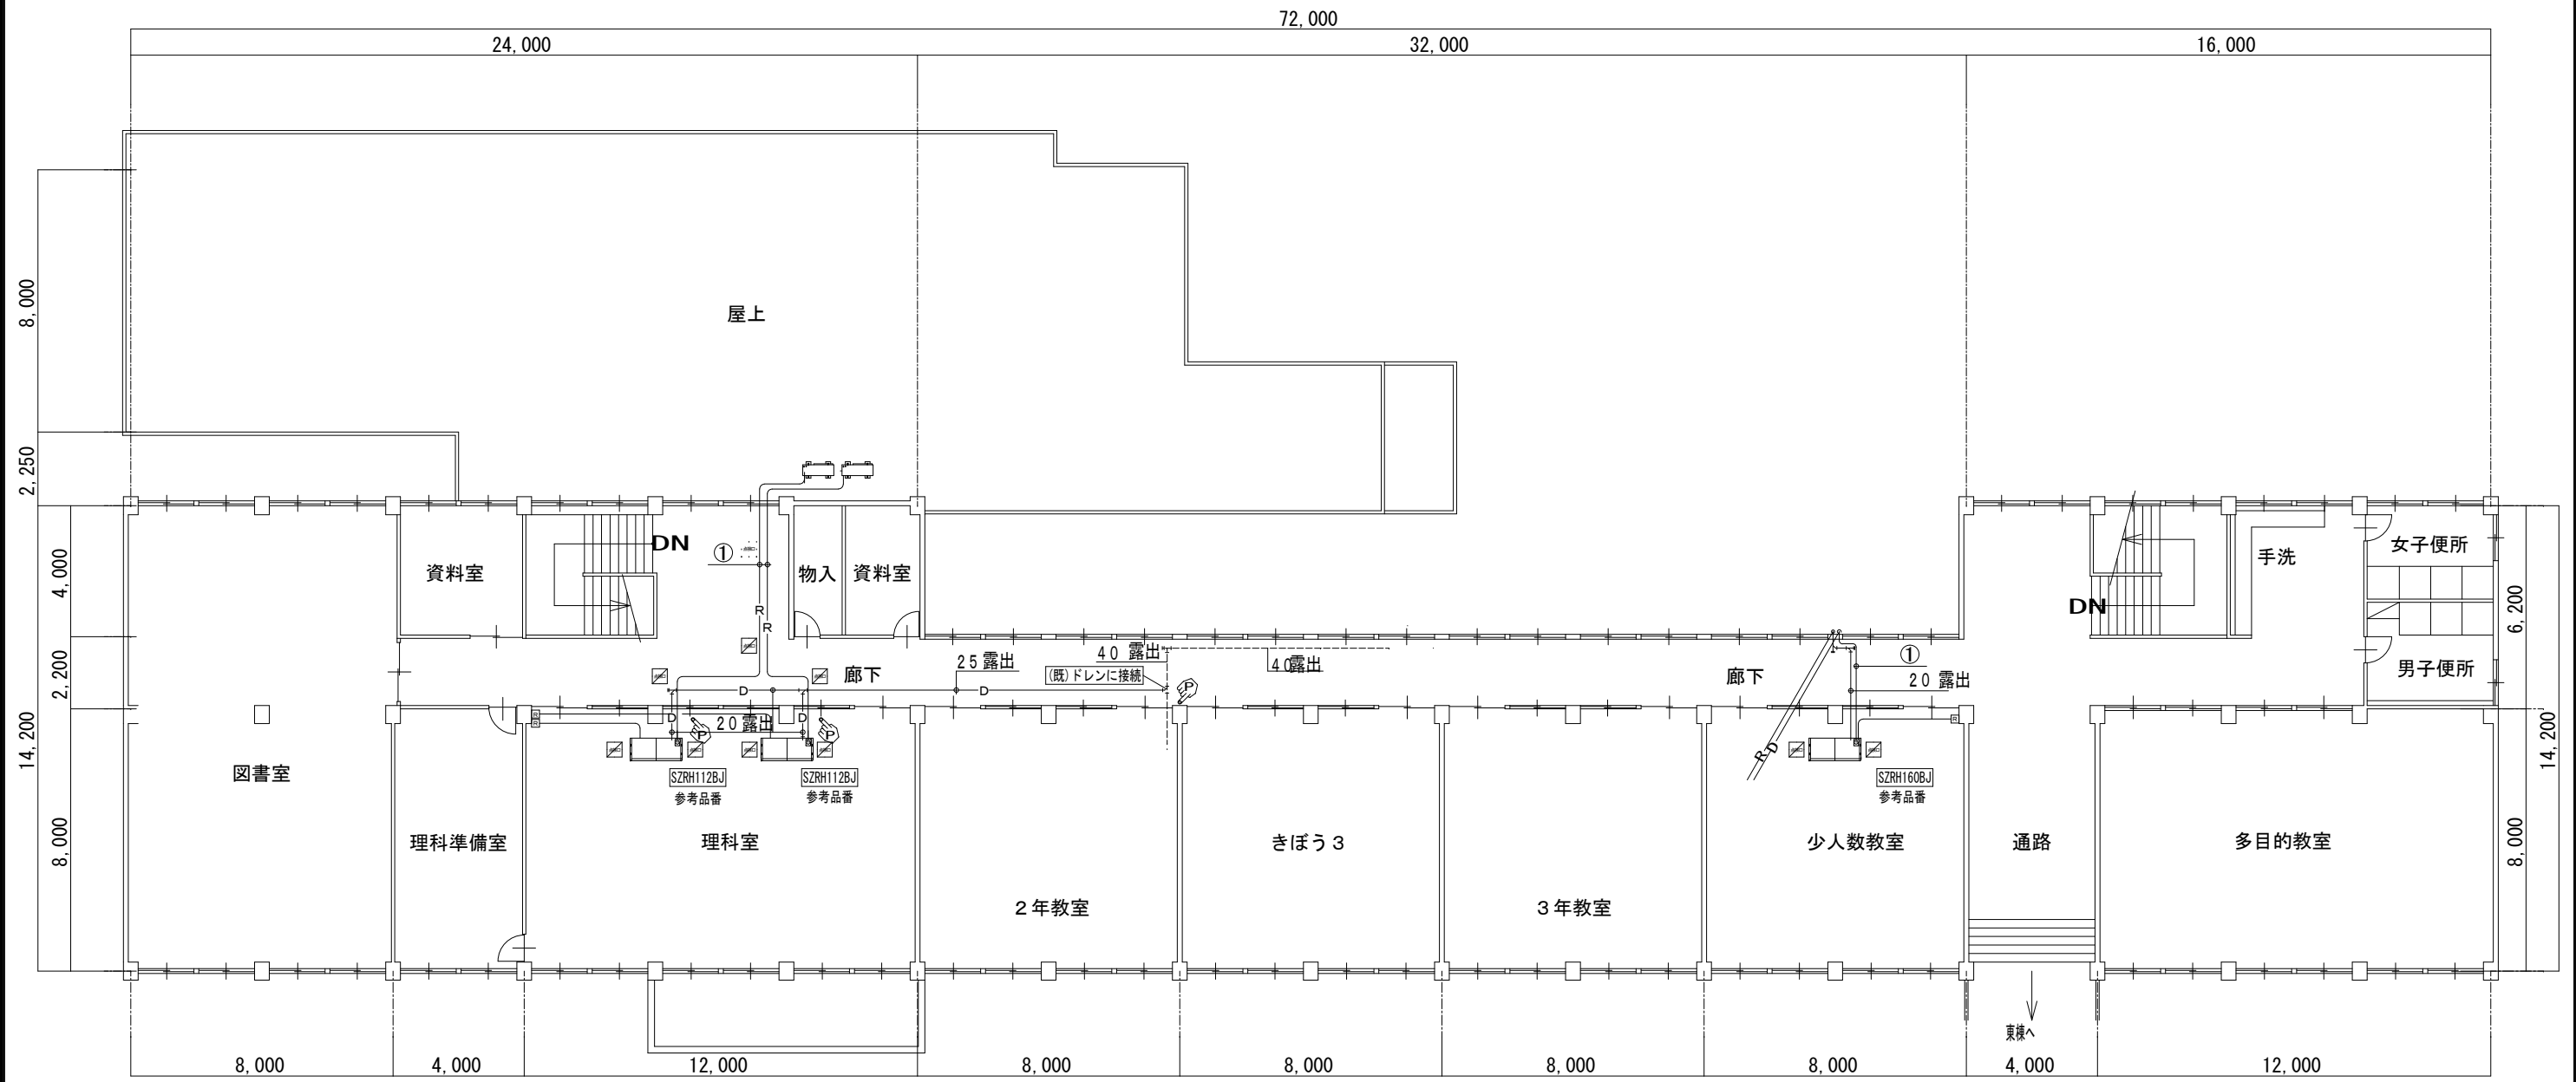 72,000
24,000
32,000
16,000
屋上
8,000
2,250
4,000
2,200
14,200
8,000
資料室
DN
①
物入
資料室
R
R
廊下
25 露出
(既)ドレンに接続
40 露出
40露出
D
D
D
D
20 露出
P
P
P
R
R
SZRH112BJ
参考品番
SZRH112BJ
参考品番
廊下
①
20 露出
R
D
R
SZRH160BJ
参考品番
DN
手洗
女子便所
男子便所
6,200
14,200
8,000
図書室
理科準備室
理科室
2年教室
きぼう3
3年教室
少人数教室
通路
多目的教室
東棟へ
8,000
4,000
12,000
8,000
8,000
8,000
8,000
4,000
12,000